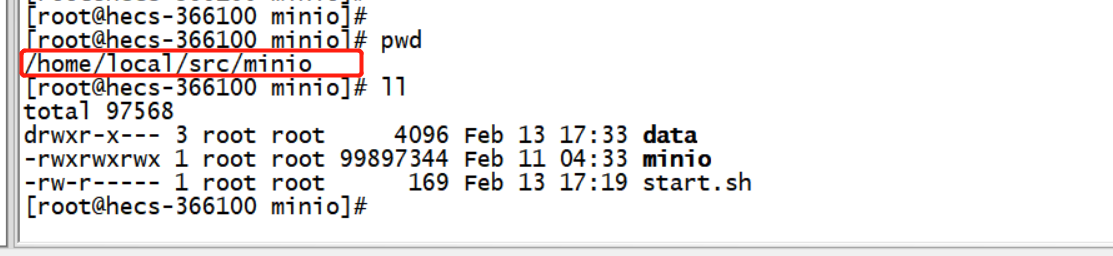 [root@hecs-366100 minio]#
[root@hecs-366100 minio]# pwd
/home/local/src/minio
[root@hecs-366100 minio]# ll
total 97568
drwxr-x--- 3 root root     4096 Feb 13 17:33 data
-rwxrwxrwx 1 root root 99897344 Feb 11 04:33 minio
-rw-r----- 1 root root      169 Feb 13 17:19 start.sh
[root@hecs-366100 minio]#